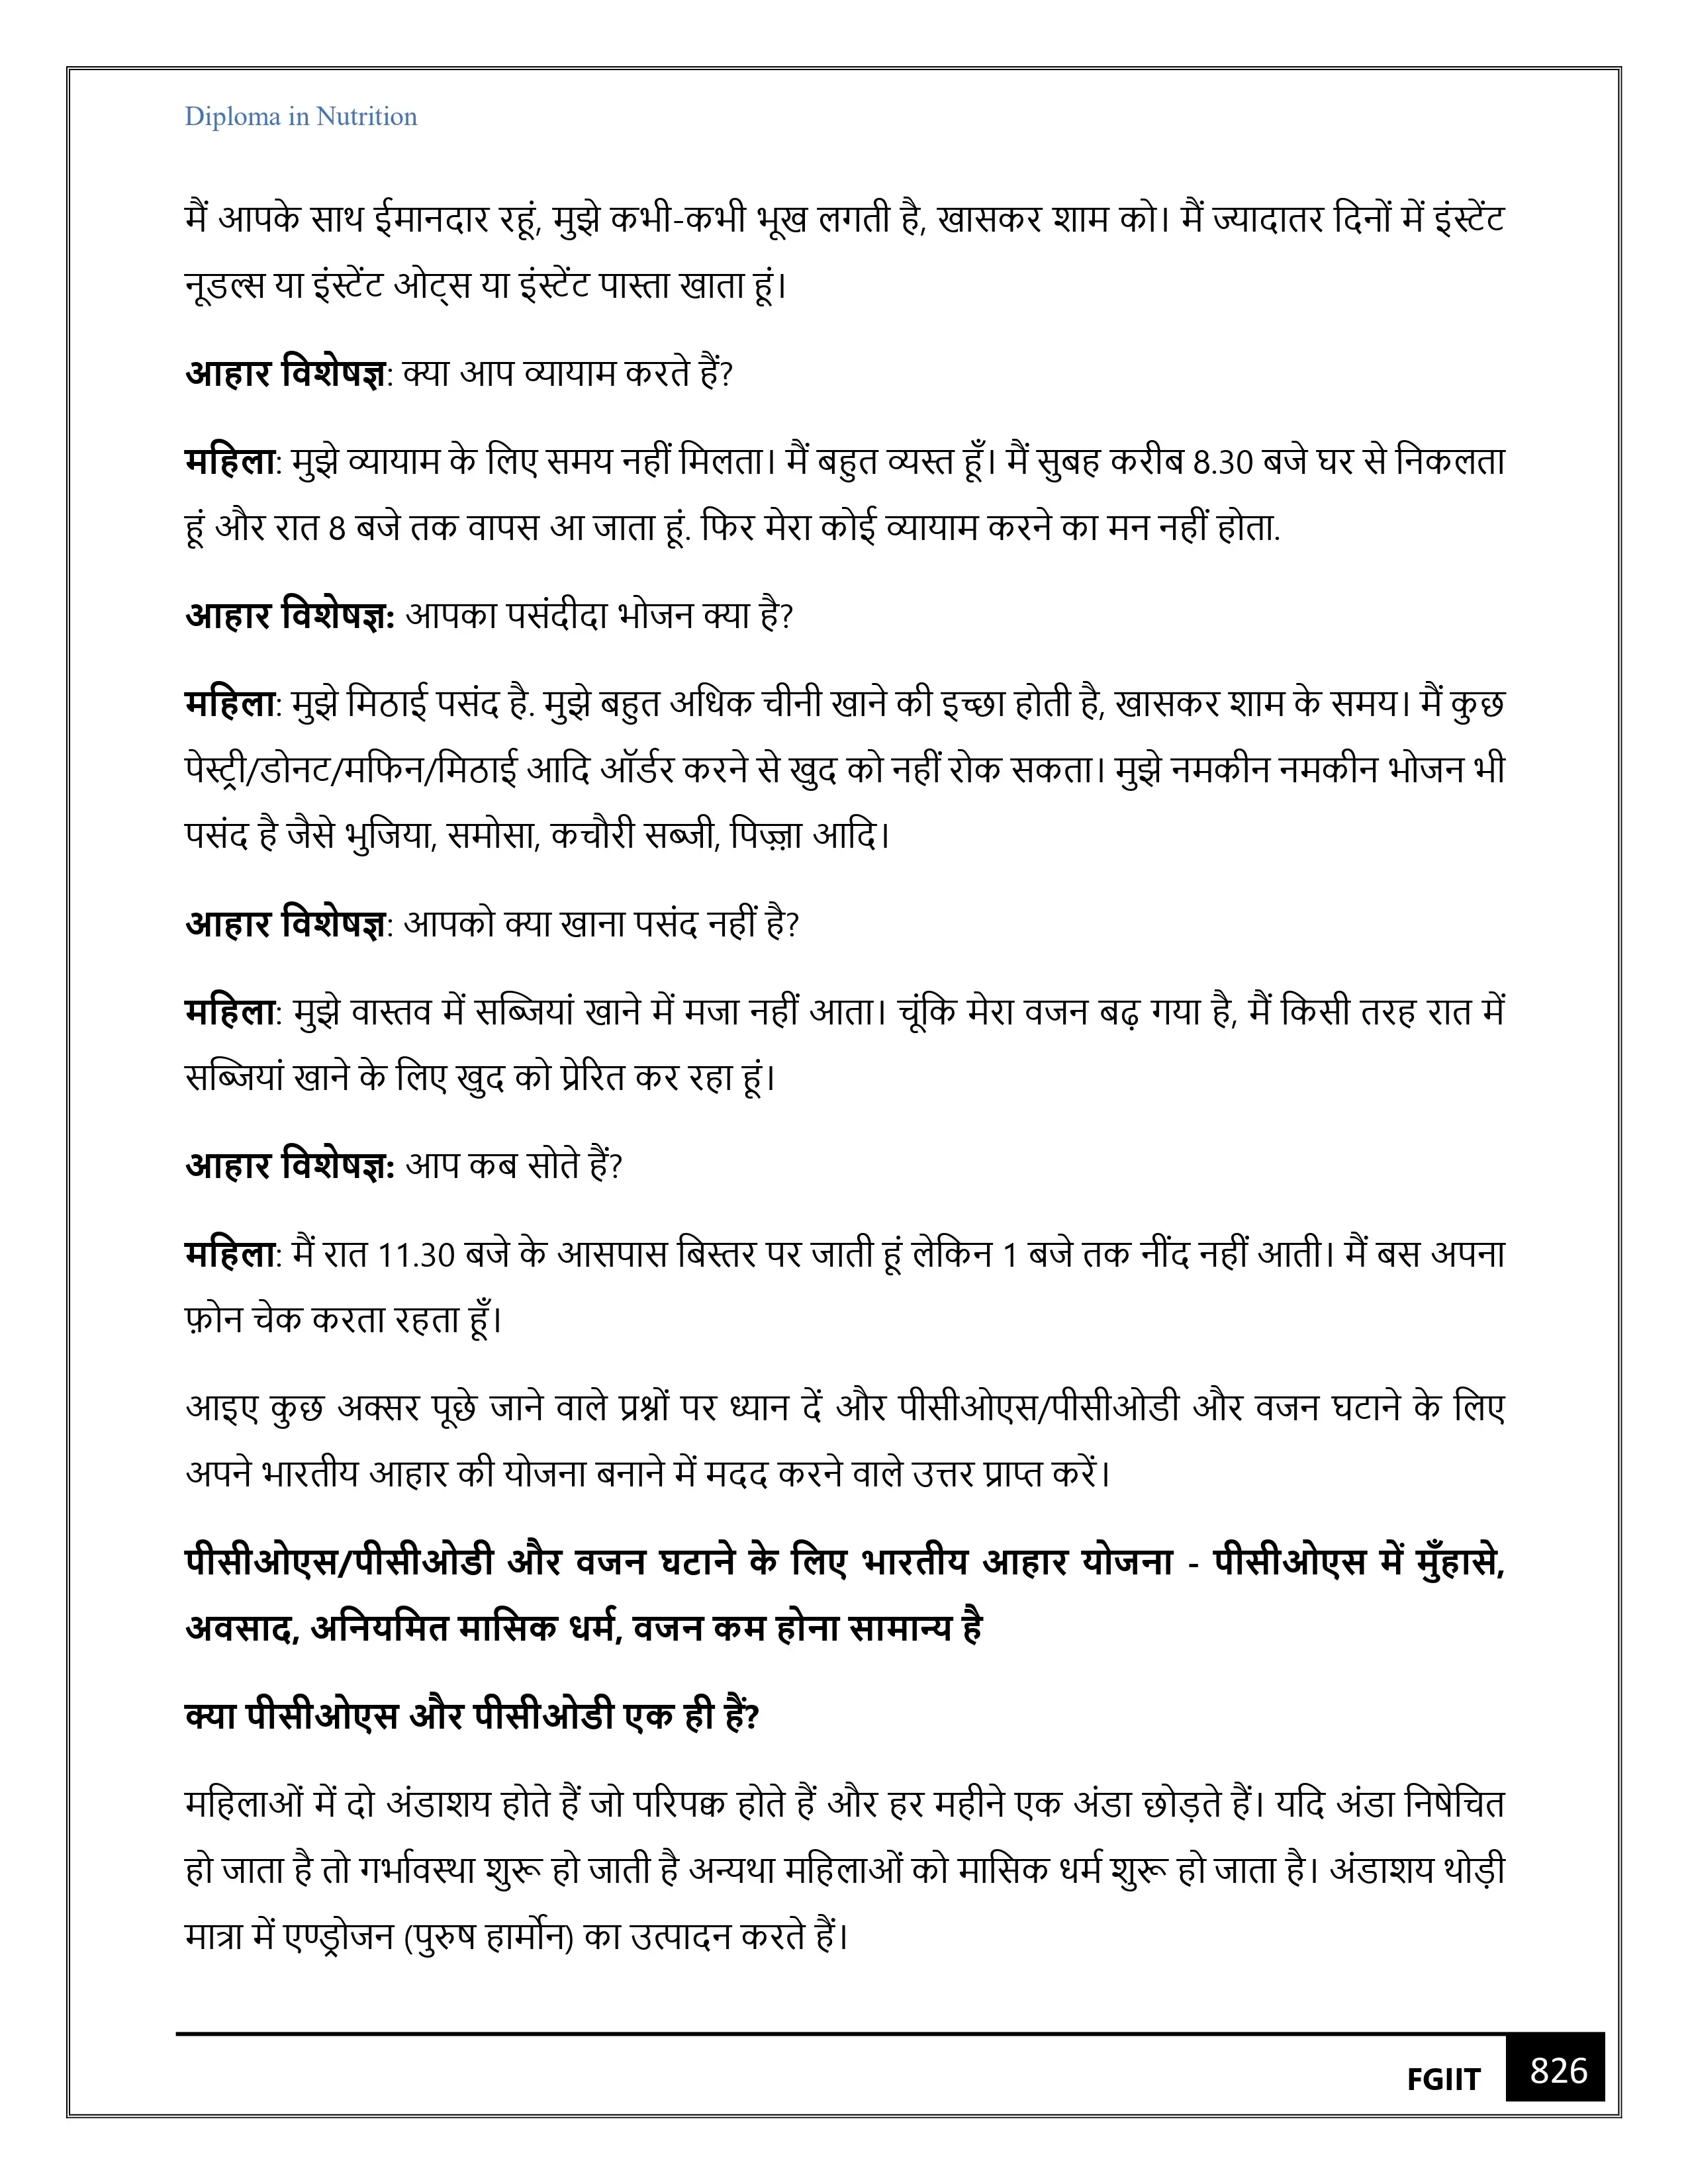 Diploma in Nutrition
मैं आपके साथ ईमानदार रहूं, मुझे कभी-कभी भूख लगती है, खासकर शाम को। मैं ज्यादातर दिनों में इंस्टेंट
नूडल्स या इंस्टेंट ओट्स या इंस्टेंट पास्ता खाता हूं।
आहार विशेषज्ञ: क्या आप व्यायाम करते हैं?
महिला: मुझे व्यायाम के लिए समय नहीं मिलता। मैं बहुत व्यस्त हूँ। मैं सुबह करीब 8.30 बजे घर से निकलता
हूं और रात 8 बजे तक वापस आ जाता हूं. फिर मेरा कोई व्यायाम करने का मन नहीं होता.
आहार विशेषज्ञ: आपका पसंदीदा भोजन क्या है?
महिला: मुझे मिठाई पसंद है. मुझे बहुत अधिक चीनी खाने की इच्छा होती है, खासकर शाम के समय। मैं कुछ
पेस्ट्री/डोनट/मफिन/मिठाई आदि ऑर्डर करने से खुद को नहीं रोक सकता। मुझे नमकीन नमकीन भोजन भी
पसंद है जैसे भुजिया, समोसा, कचौरी सब्जी, पिज़्ज़ा आदि।
आहार विशेषज्ञ: आपको क्या खाना पसंद नहीं है?
महिला: मुझे वास्तव में सब्जियां खाने में मजा नहीं आता। चूंकि मेरा वजन बढ़ गया है, मैं किसी तरह रात में
सब्जियां खाने के लिए खुद को प्रेरित कर रहा हूं।
आहार विशेषज्ञ: आप कब सोते हैं?
महिला: मैं रात 11.30 बजे के आसपास बिस्तर पर जाती हूं लेकिन 1 बजे तक नींद नहीं आती। मैं बस अपना
फ़ोन चेक करता रहता हूँ।
आइए कुछ अक्सर पूछे जाने वाले प्रश्नों पर ध्यान दें और पीसीओएस/पीसीओडी और वजन घटाने के लिए
अपने भारतीय आहार की योजना बनाने में मदद करने वाले उत्तर प्राप्त करें।
पीसीओएस/पीसीओडी और वजन घटाने के लिए भारतीय आहार योजना - पीसीओएस में मुँहासे,
अवसाद, अनियमित मासिक धर्म, वजन कम होना सामान्य है
क्या पीसीओएस और पीसीओडी एक ही हैं?
महिलाओं में दो अंडाशय होते हैं जो परिपक्व होते हैं और हर महीने एक अंडा छोड़ते हैं। यदि अंडा निषेचित
हो जाता है तो गर्भावस्था शुरू हो जाती है अन्यथा महिलाओं को मासिक धर्म शुरू हो जाता है। अंडाशय थोड़ी
मात्रा में एण्ड्रोजन (पुरुष हार्मोन) का उत्पादन करते हैं।
FGIIT 826